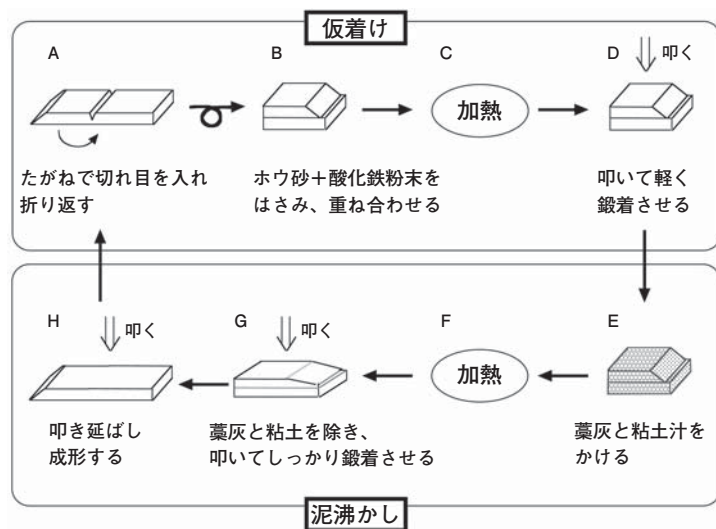 仮着け
A
B
C
D
叩く
加熱
たがねで切れ目を入れ
折り返す
ホウ砂＋酸化鉄粉末を
はさみ、重ね合わせる
叩いて軽く
鍛着させる
H
叩く
G
叩く
F
E
加熱
叩き延ばし
成形する
藁灰と粘土を除き、
叩いてしっかり鍛着させる
藁灰と粘土汁を
かける
泥沸かし